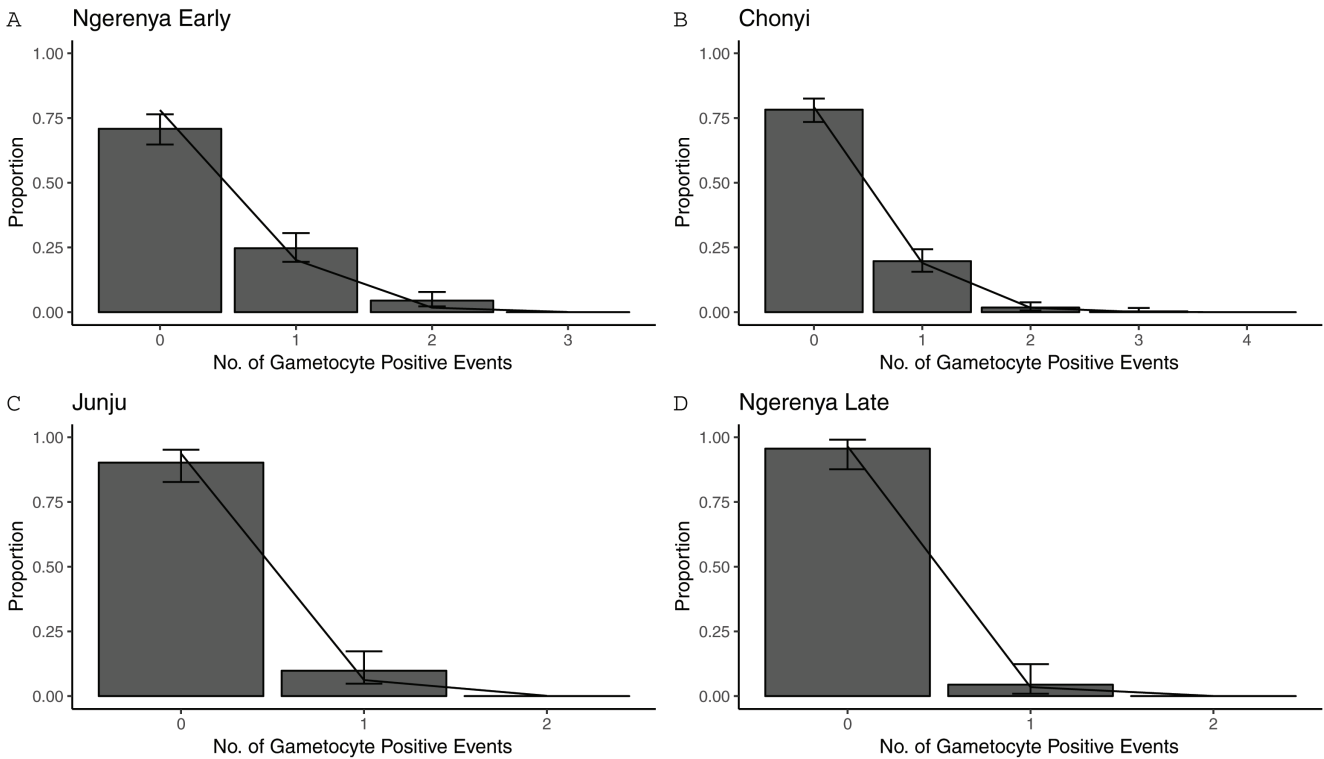 A Ngerenya Early
1.00
0.75
0.50
0.25
0.00
Proportion
0 1 2 3
No. of Gametocyte Positive Events
B Chonyi
1.00
0.75
0.50
0.25
0.00
Proportion
0 1 2 3 4
No. of Gametocyte Positive Events
C Junju
1.00
0.75
0.50
0.25
0.00
Proportion
0 1 2
No. of Gametocyte Positive Events
D Ngerenya Late
1.00
0.75
0.50
0.25
0.00
Proportion
0 1 2
No. of Gametocyte Positive Events